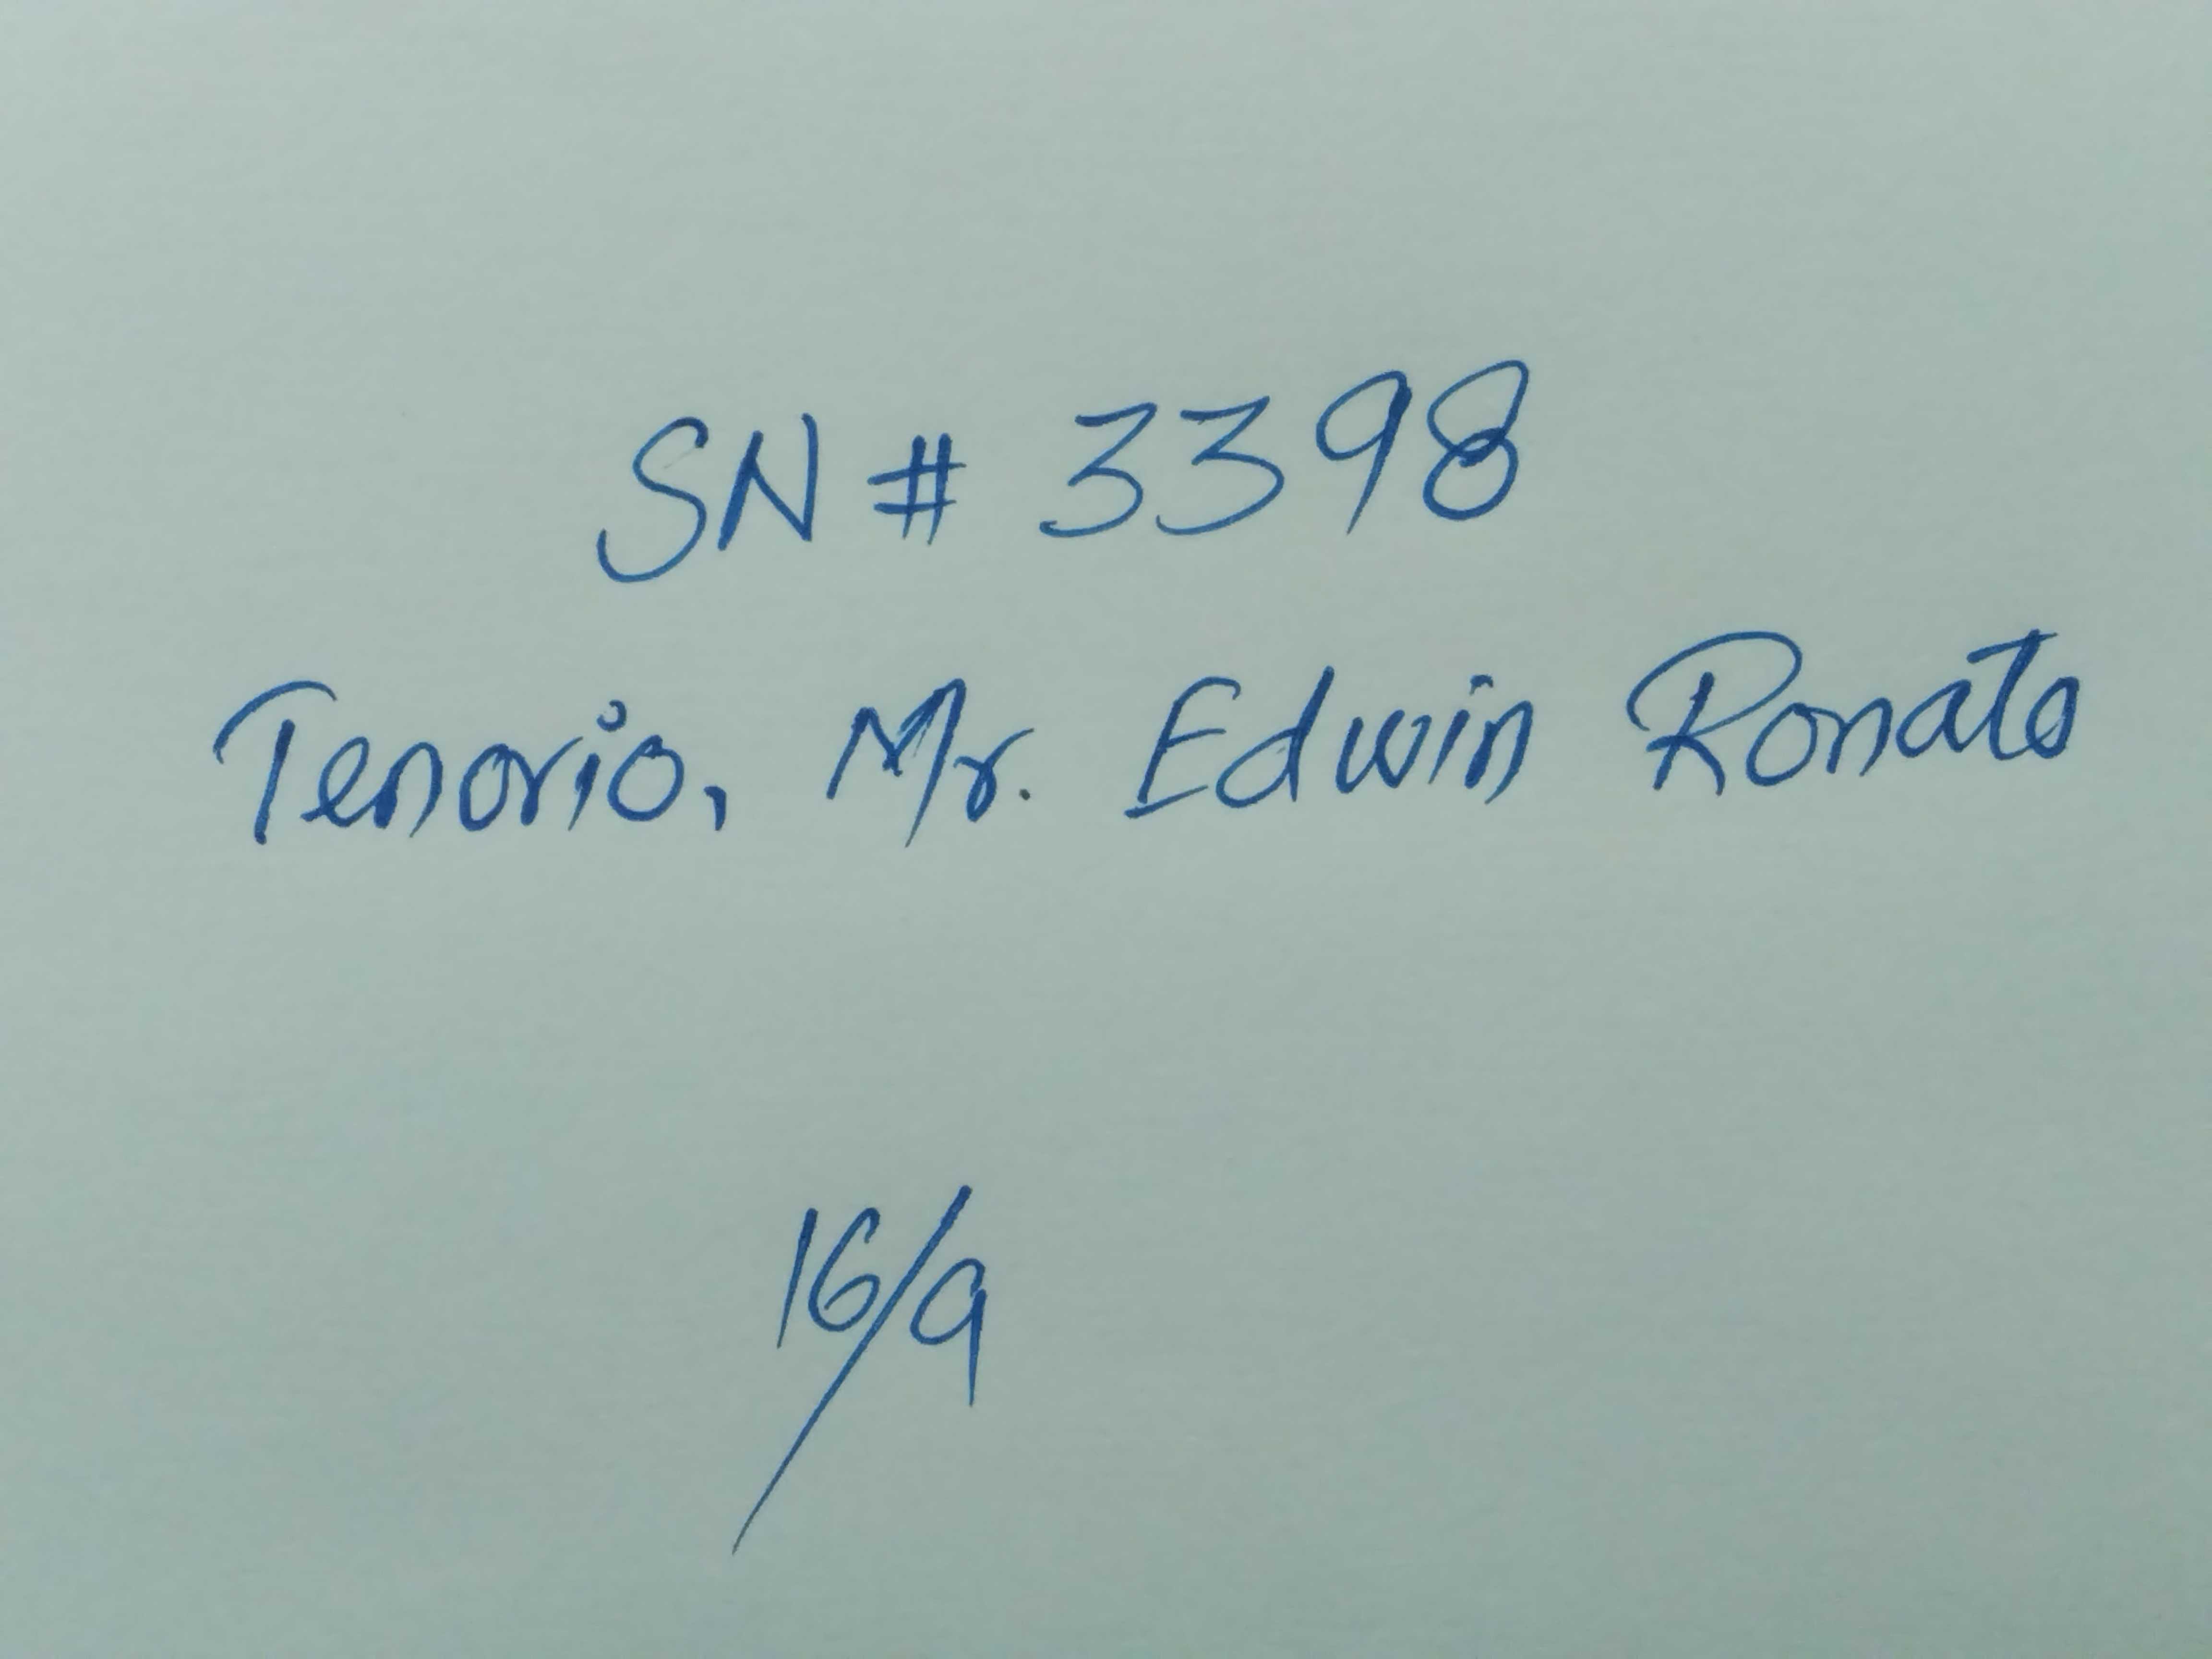 SN # 3398
Tenorio, Mr. Edwin Ronato
16/9